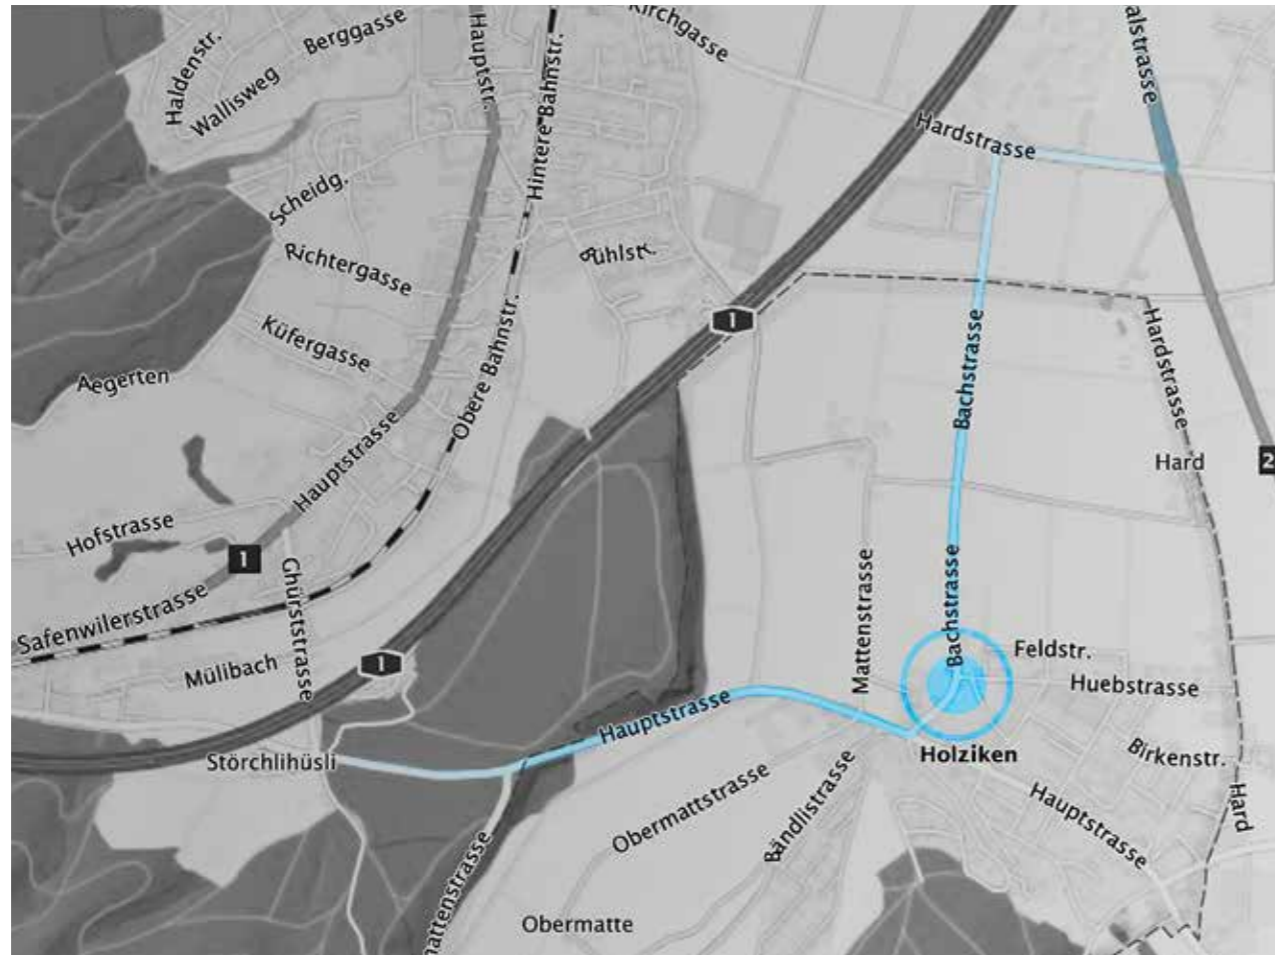 Kirchgasse
Berggasse
Haldenstr.
Wallisweg
Hauptstr.
Hintere Bahnstr.
alstrasse
Hardstrasse
Scheidg.
Richtergasse
Bühlstr.
Küfergasse
Aegerten
Obere Bahnstr.
1
Bachstrasse
Hardstrasse
Hauptstrasse
Hard
2
Hofstrasse
1
Safenwilerstrasse
Ghürststrasse
Mülibach
1
Mattenstrasse
Bachstrasse
Feldstr.
Huebstrasse
Hauptstrasse
Störchlihüsli
Holziken
Birkenstr.
Obermattstrasse
Bändlistrasse
Hauptstrasse
Hard
nattenstrasse
Obermatte